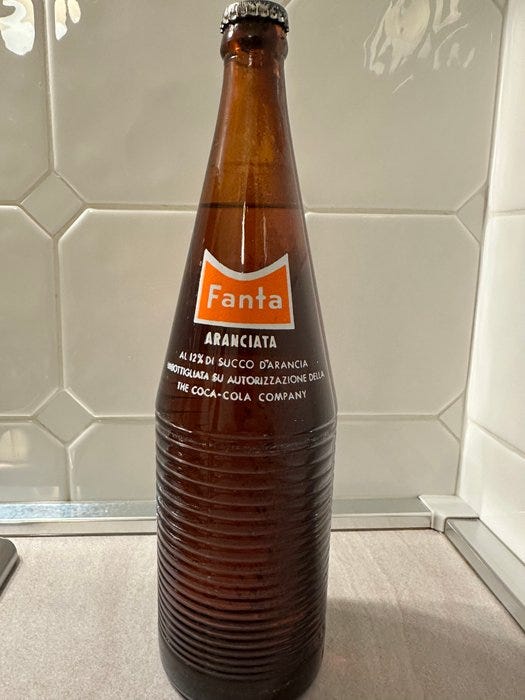 Fanta
ARANCIATA
AL 12% DI SUCCO D'ARANCIA
IMBOTTIGLIATA SU AUTORIZZAZIONE DELLA
THE COCA-COLA COMPANY